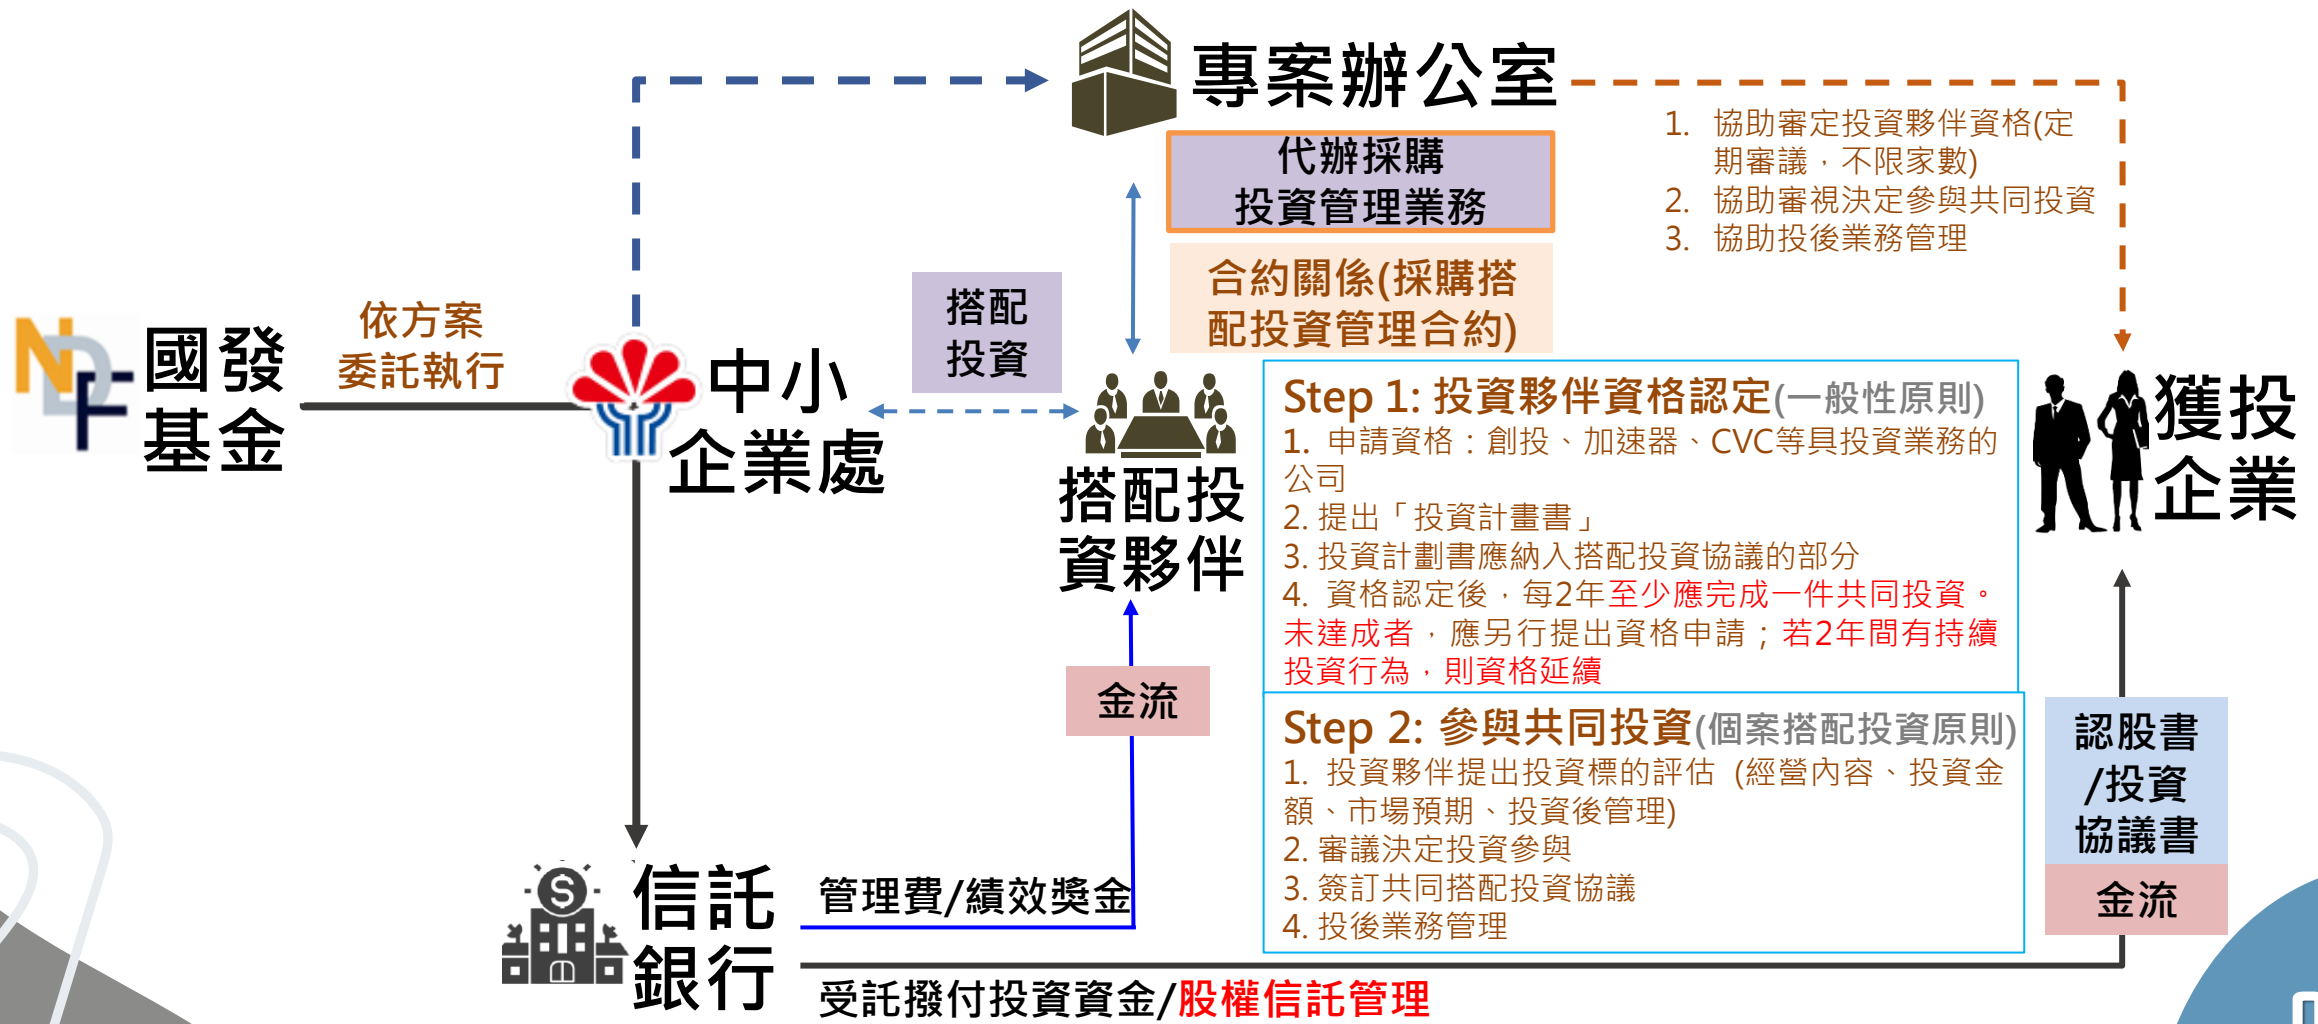 專案辦公室
代辦採購
投資管理業務
合約關係(採購搭
配投資管理合約)
1. 協助審定投資夥伴資格(定
期審議，不限家數)
2. 協助審視決定參與共同投資
3. 協助投後業務管理
NDF
國發
基金
依方案
委託執行
中小
企業處
搭配
投資
搭配投
資夥伴
Step 1: 投資夥伴資格認定(一般性原則)
1. 申請資格：創投、加速器、CVC等具投資業務的
公司
2. 提出「投資計畫書」
3. 投資計劃書應納入搭配投資協議的部分
4. 資格認定後，每2年至少應完成一件共同投資。
未達成者，應另行提出資格申請；若2年間有持續
投資行為，則資格延續
Step 2: 參與共同投資(個案搭配投資原則)
1. 投資夥伴提出投資標的評估 (經營內容、投資金
額、市場預期、投資後管理)
2. 審議決定投資參與
3. 簽訂共同搭配投資協議
4. 投後業務管理
獲投
企業
認股書
/投資
協議書
金流
金流
信託
銀行
管理費/績效獎金
受託撥付投資資金/股權信託管理